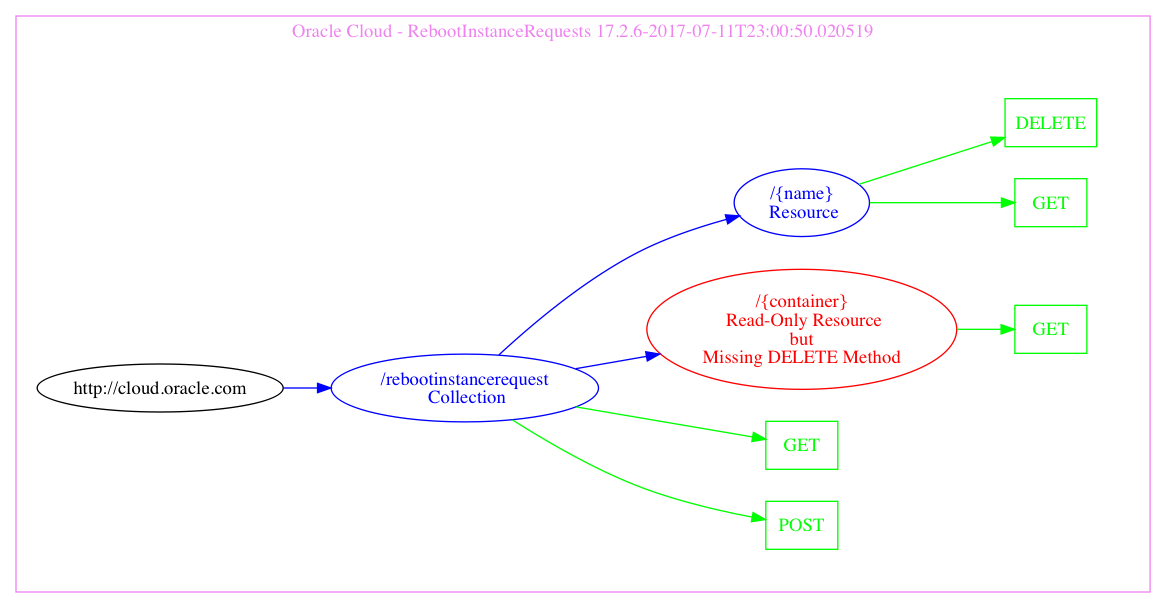 Oracle Cloud - RebootInstanceRequests 17.2.6-2017-07-11T23:00:50.020519
DELETE
/{name}
Resource
GET
/{container}
Read-Only Resource
but
Missing DELETE Method
GET
http://cloud.oracle.com
/rebootinstancerequest
Collection
GET
POST